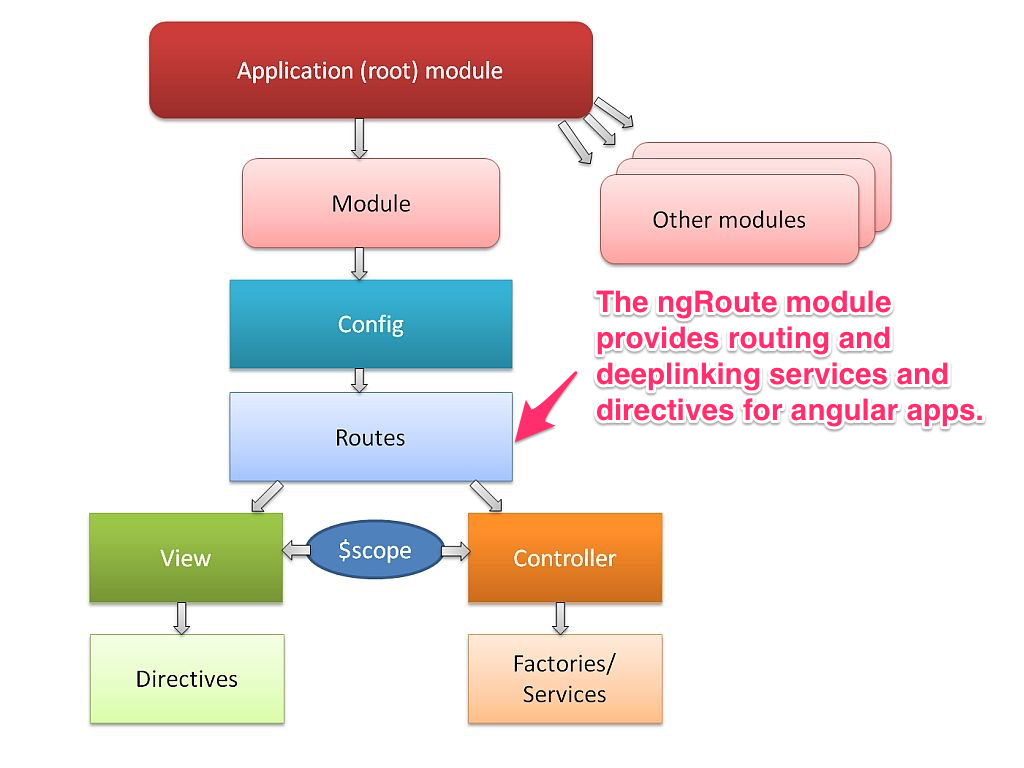 Application (root) module
Module
Other modules
Config
The ngRoute module
provides routing and
deeplinking services and
directives for angular apps.
Routes
View
$scope
Controller
Directives
Factories/
Services